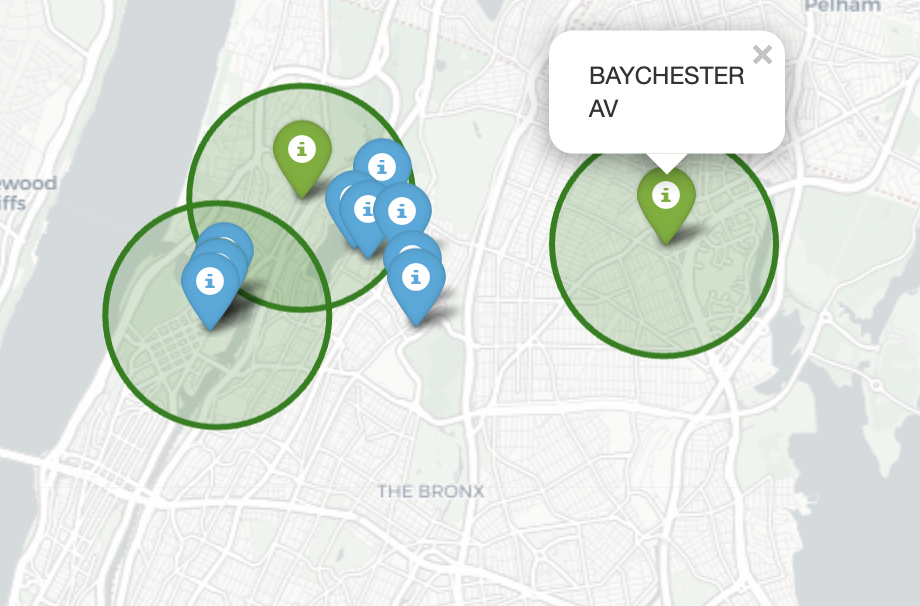 Pelham
BAYCHESTER
AV
ewood
iffs
THE BRONX